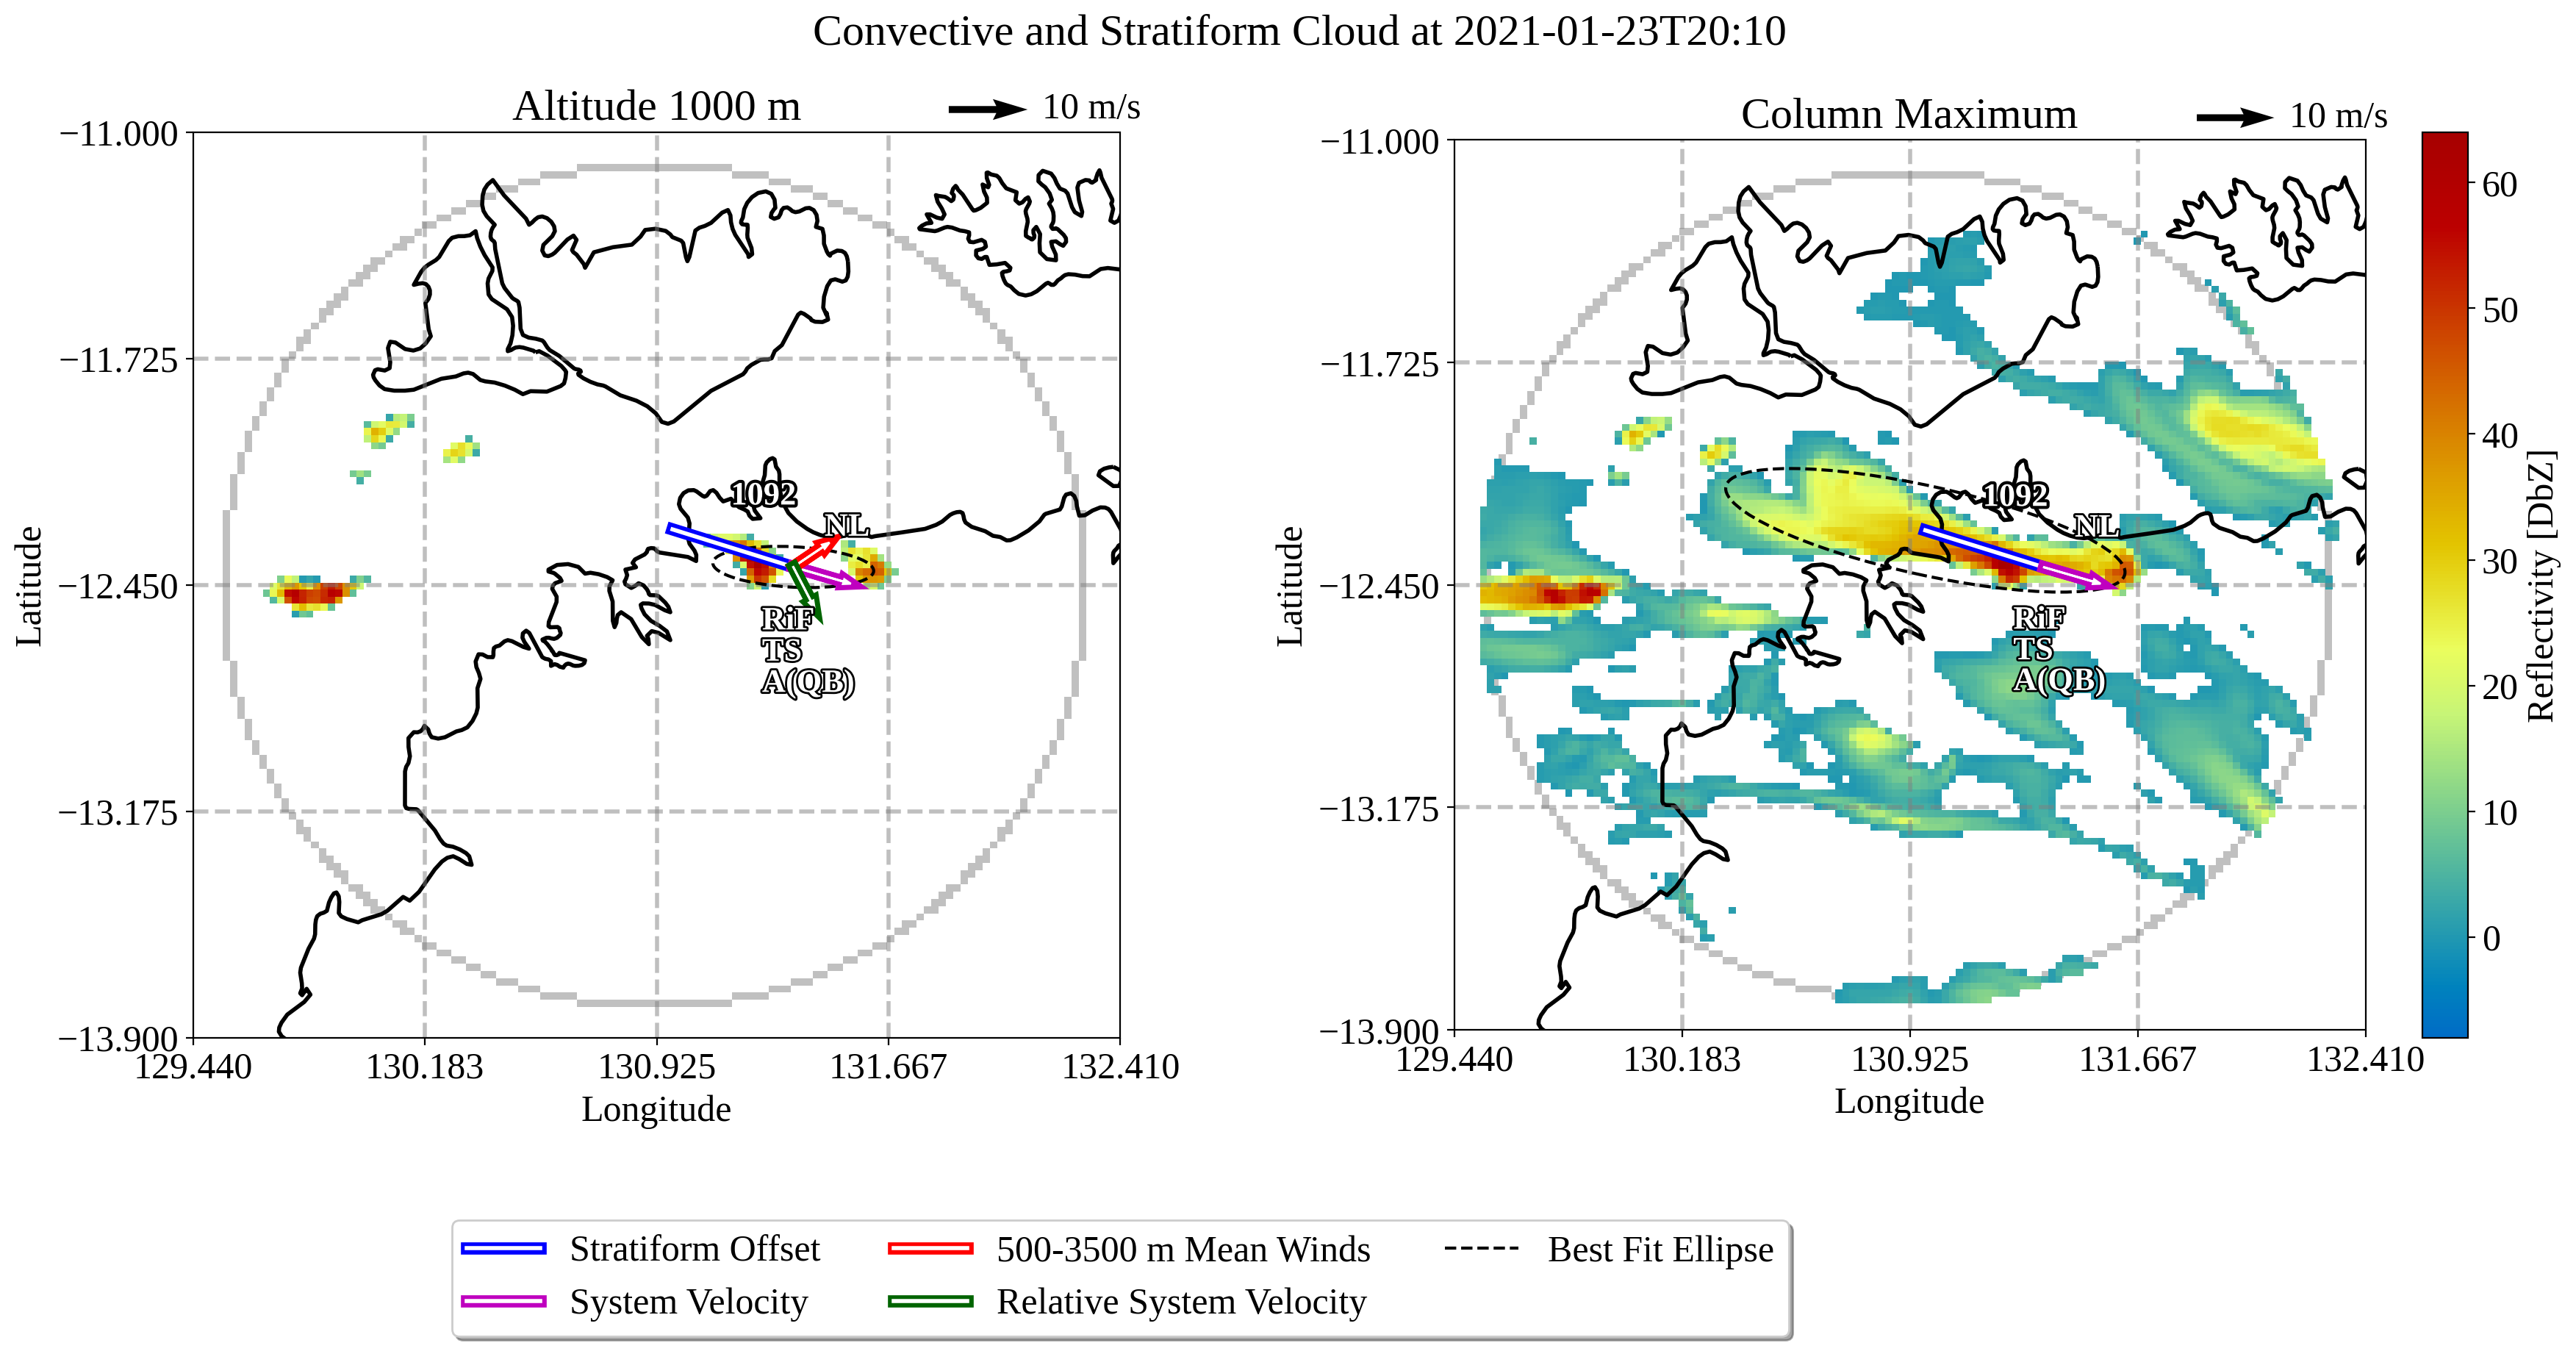 Convective and Stratiform Cloud at 2021-01-23T20:10
Altitude 1000 m
10 m/s
−11.000
−11.725
−12.450
−13.175
−13.900
129.440
130.183
130.925
131.667
132.410
Latitude
Longitude
1092
NL
RiF
TS
A(QB)
Column Maximum
10 m/s
−11.000
−11.725
−12.450
−13.175
−13.900
129.440
130.183
130.925
131.667
132.410
Latitude
Longitude
1092
NL
RiF
TS
A(QB)
60
50
40
30
20
10
0
Reflectivity [DbZ]
Stratiform Offset
500-3500 m Mean Winds
Best Fit Ellipse
System Velocity
Relative System Velocity